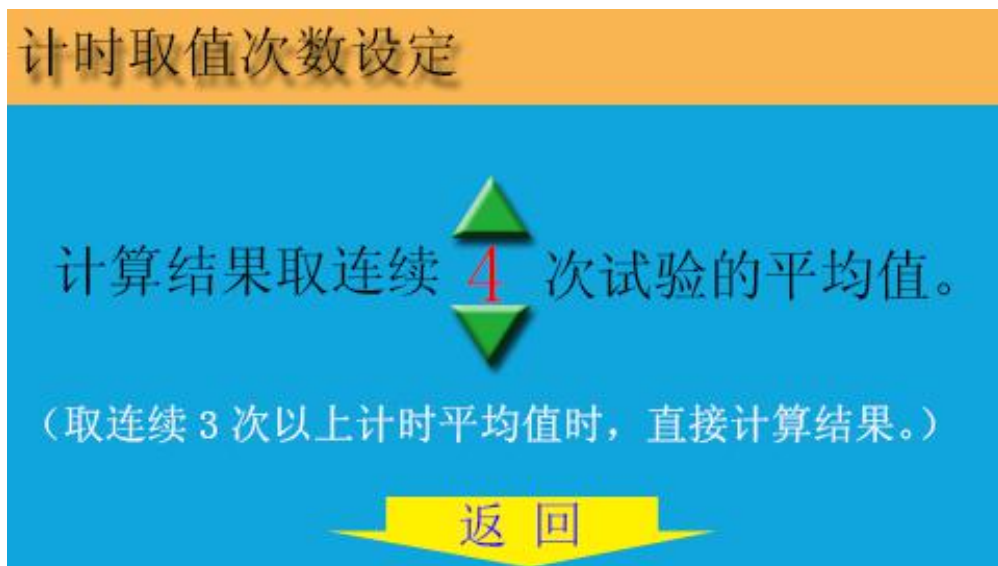 计时取值次数设定
计算结果取连续 4 次试验的平均值。
（取连续 3 次以上计时平均值时，直接计算结果。）
返 回